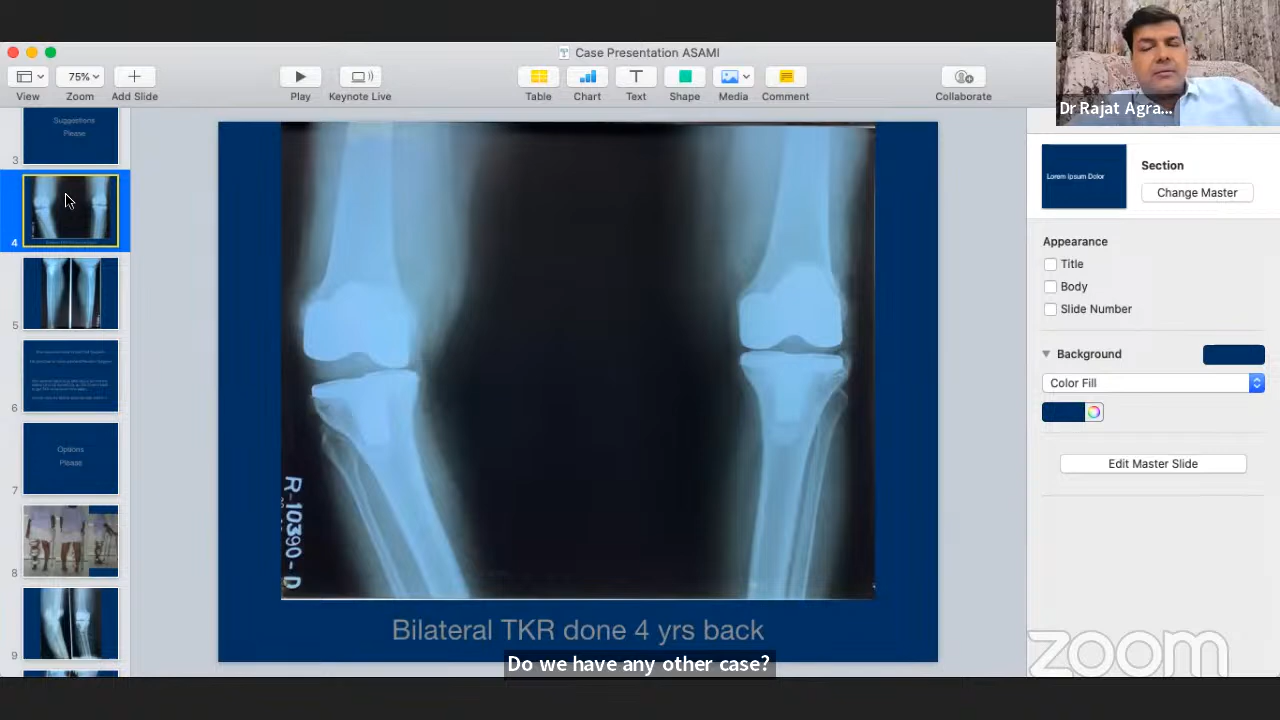 Case Presentation ASAMI
Dr Rajat Agra...
View
75%
Zoom
Add Slide
Play
Keynote Live
Table
Chart
Text
Shape
Media
Comment
Collaborate
Suggestions
Please
3
4
5
6
Options
Please
7
8
9
R-10390-D
Bilateral TKR done 4 yrs back
Do we have any other case?
Lorem Ipsum Dolor
Section
Change Master
Appearance
Title
Body
Slide Number
Background
Color Fill
Edit Master Slide
zoom